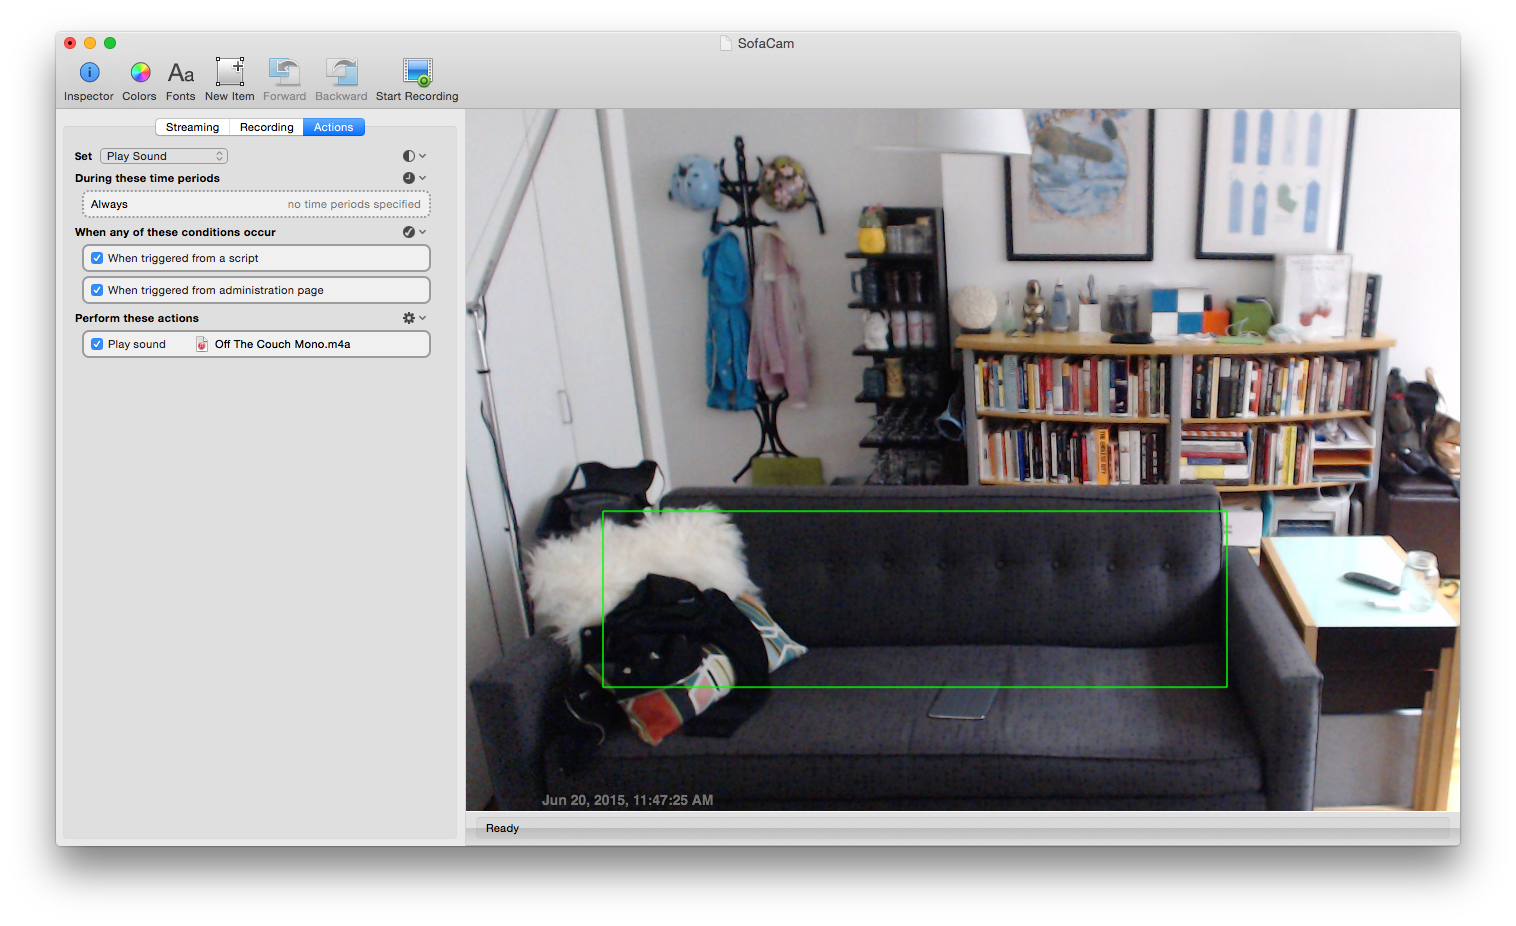 SofaCam
Inspector Colors Fonts New Item Forward Backward Start Recording
Streaming Recording Actions
Set Play Sound
During these time periods
Always no time periods specified
When any of these conditions occur
When triggered from a script
When triggered from administration page
Perform these actions
Play sound Off The Couch Mono.m4a
Jun 20, 2015, 11:47:25 AM
Ready